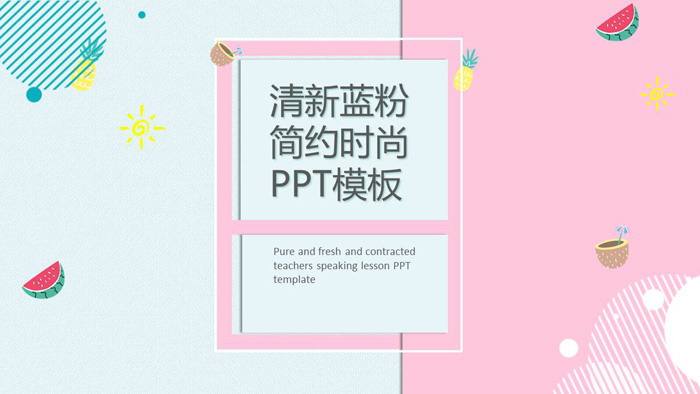 清新蓝粉
简约时尚
PPT模板
Pure and fresh and contracted
teachers speaking lesson PPT
template